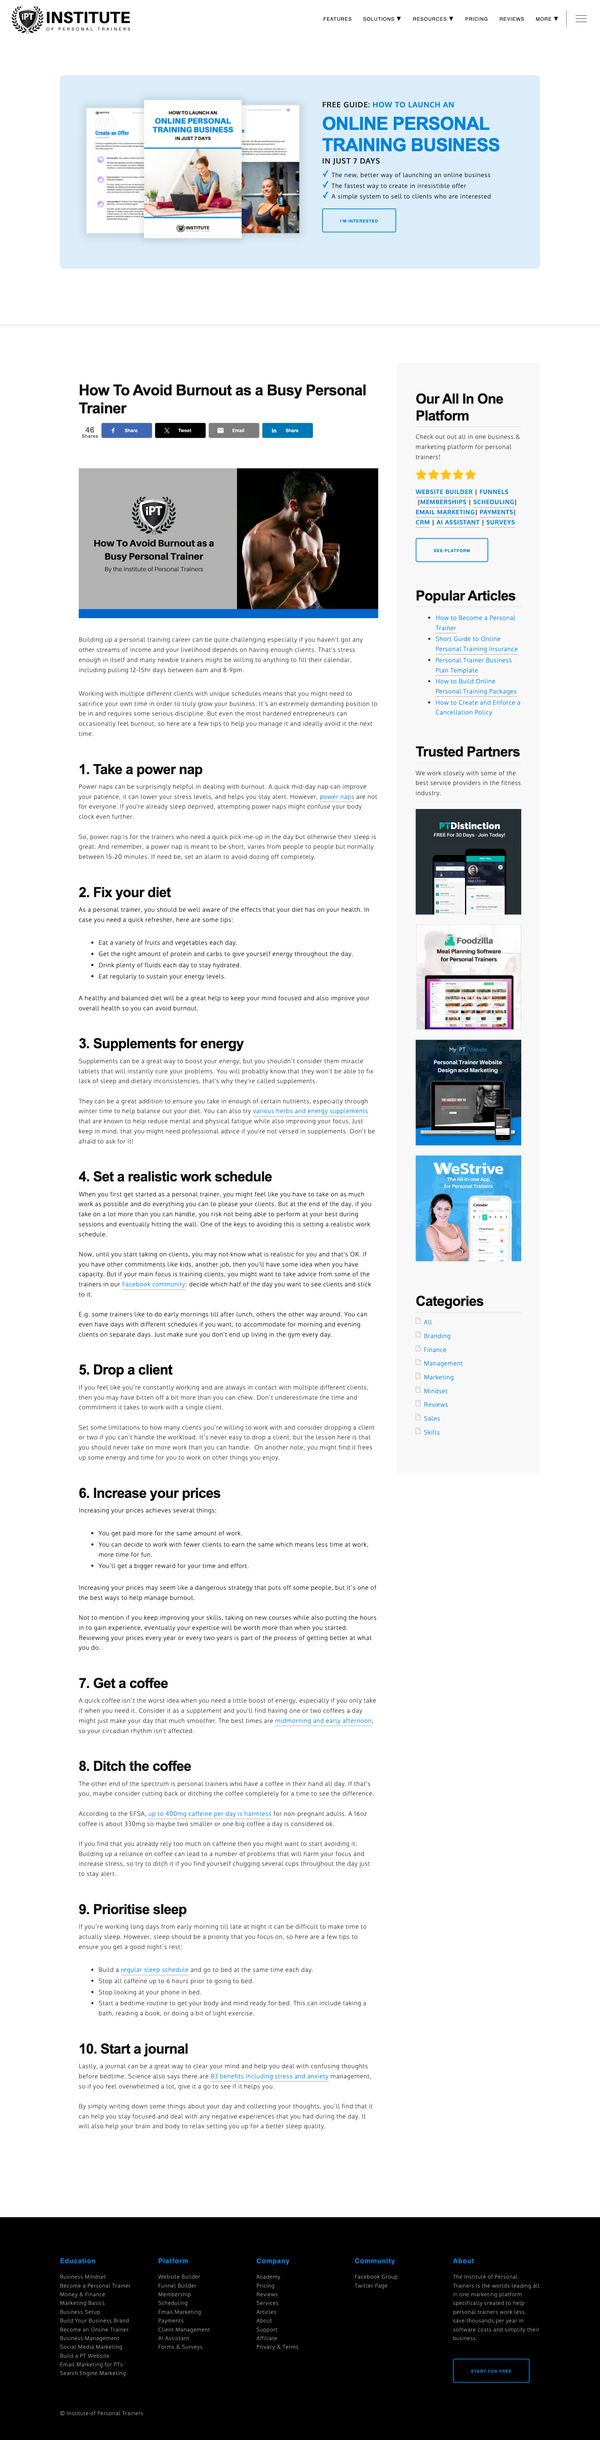 IPT INSTITUTE
OF PERSONAL TRAINERS
FEATURES SOLUTIONS ▼ RESOURCES ▼ PRICING REVIEWS MORE ▼
Create an Offer
HOW TO LAUNCH AN
ONLINE PERSONAL
TRAINING BUSINESS
IN JUST 7 DAYS
INSTITUTE
FREE GUIDE: HOW TO LAUNCH AN
ONLINE PERSONAL
TRAINING BUSINESS
IN JUST 7 DAYS
✓ The new, better way of launching an online business
✓ The fastest way to create in irresistible offer
✓ A simple system to sell to clients who are interested
I'M INTERESTED
How To Avoid Burnout as a Busy Personal
Trainer
46
Shares
Share
Tweet
Email
Share
IPT
How To Avoid Burnout as a
Busy Personal Trainer
By the Institute of Personal Trainers
Building up a personal training career can be quite challenging especially if you haven't got any
other streams of income and your livelihood depends on having enough clients. That's stress
enough in itself and many newbie trainers might be willing to anything to fill their calendar,
including pulling 12-15hr days between 6am and 8-9pm.
Working with multiple different clients with unique schedules means that you might need to
sacrifice your own time in order to truly grow your business. It's an extremely demanding position to
be in and requires some serious discipline. But even the most hardened entrepreneurs can
occasionally feel burnout, so here are a few tips to help you manage it and ideally avoid it the next
time.
1. Take a power nap
Power naps can be surprisingly helpful in dealing with burnout. A quick mid-day nap can improve
your patience, it can lower your stress levels, and helps you stay alert. However, power naps are not
for everyone. If you're already sleep deprived, attempting power naps might confuse your body
clock even further.
So, power nap is for the trainers who need a quick pick-me-up in the day but otherwise their sleep is
great. And remember, a power nap is meant to be short, varies from people to people but normally
between 15-20 minutes. If need be, set an alarm to avoid dozing off completely.
2. Fix your diet
As a personal trainer, you should be well aware of the effects that your diet has on your health. In
case you need a quick refresher, here are some tips:
• Eat a variety of fruits and vegetables each day.
• Get the right amount of protein and carbs to give yourself energy throughout the day.
• Drink plenty of fluids each day to stay hydrated.
• Eat regularly to sustain your energy levels.
A healthy and balanced diet will be a great help to keep your mind focused and also improve your
overall health so you can avoid burnout.
3. Supplements for energy
Supplements can be a great way to boost your energy, but you shouldn't consider them miracle
tablets that will instantly cure your problems. You will probably know that they won't be able to fix
lack of sleep and dietary inconsistencies, that's why they're called supplements.
They can be a great addition to ensure you take in enough of certain nutrients, especially through
winter time to help balance out your diet. You can also try various herbs and energy supplements
that are known to help reduce mental and physical fatigue while also improving your focus. Just
keep in mind, that you might need professional advice if you're not versed in supplements. Don't be
afraid to ask for it!
4. Set a realistic work schedule
When you first get started as a personal trainer, you might feel like you have to take on as much
work as possible and do everything you can to please your clients. But at the end of the day, if you
take on a lot more than you can handle, you risk not being able to perform at your best during
sessions and eventually hitting the wall. One of the keys to avoiding this is setting a realistic work
schedule.
Now, until you start taking on clients, you may not know what is realistic for you and that's OK. If
you have other commitments like kids, another job, then you'll have some idea when you have
capacity. But if your main focus is training clients, you might want to take advice from some of the
trainers in our Facebook community: decide which half of the day you want to see clients and stick
to it.
E.g. some trainers like to do early mornings till after lunch, others the other way around. You can
even have days with different schedules if you want, to accommodate for morning and evening
clients on separate days. Just make sure you don't end up living in the gym every day.
5. Drop a client
If you feel like you're constantly working and are always in contact with multiple different clients,
then you may have bitten off a bit more than you can chew. Don't underestimate the time and
commitment it takes to work with a single client.
Set some limitations to how many clients you're willing to work with and consider dropping a client
or two if you can't handle the workload. It's never easy to drop a client, but the lesson here is that
you should never take on more work than you can handle. On another note, you might find it frees
up some energy and time for you to work on other things you enjoy.
6. Increase your prices
Increasing your prices achieves several things:
• You get paid more for the same amount of work.
• You can decide to work with fewer clients to earn the same which means less time at work,
more time for fun.
• You'll get a bigger reward for your time and effort.
Increasing your prices may seem like a dangerous strategy that puts off some people, but it's one of
the best ways to help manage burnout.
Not to mention if you keep improving your skills, taking on new courses while also putting the hours
in to gain experience, eventually your expertise will be worth more than when you started.
Reviewing your prices every year or every two years is part of the process of getting better at what
you do.
7. Get a coffee
A quick coffee isn't the worst idea when you need a little boost of energy, especially if you only take
it when you need it. Consider it as a supplement and you'll find having one or two coffees a day
might just make your day that much smoother. The best times are midmorning and early afternoon,
so your circadian rhythm isn't affected.
8. Ditch the coffee
The other end of the spectrum is personal trainers who have a coffee in their hand all day. If that's
you, maybe consider cutting back or ditching the coffee completely for a time to see the difference.
According to the EFSA, up to 400mg caffeine per day is harmless for non-pregnant adults. A 16oz
coffee is about 330mg so maybe two smaller or one big coffee a day is considered ok.
If you find that you already rely too much on caffeine then you might want to start avoiding it.
Building up a reliance on coffee can lead to a number of problems that will harm your focus and
increase stress, so try to ditch it if you find yourself chugging several cups throughout the day just
to stay alert.
9. Prioritise sleep
If you're working long days from early morning till late at night it can be difficult to make time to
actually sleep. However, sleep should be a priority that you focus on, so here are a few tips to
ensure you get a good night's rest:
• Build a regular sleep schedule and go to bed at the same time each day.
• Stop all caffeine up to 6 hours prior to going to bed.
• Stop looking at your phone in bed.
• Start a bedtime routine to get your body and mind ready for bed. This can include taking a
bath, reading a book, or doing a bit of light exercise.
10. Start a journal
Lastly, a journal can be a great way to clear your mind and help you deal with confusing thoughts
before bedtime. Science also says there are 83 benefits including stress and anxiety management,
so if you feel overwhelmed a lot, give it a go to see if it helps you.
By simply writing down some things about your day and collecting your thoughts, you'll find that it
can help you stay focused and deal with any negative experiences that you had during the day. It
will also help your brain and body to relax setting you up for a better sleep quality.
Our All In One
Platform
Check out out all in one business &
marketing platform for personal
trainers!
WEBSITE BUILDER | FUNNELS
|MEMBERSHIPS | SCHEDULING|
EMAIL MARKETING| PAYMENTS|
CRM | AI ASSISTANT | SURVEYS
SEE PLATFORM
Popular Articles
• How to Become a Personal
Trainer
• Short Guide to Online
Personal Training Insurance
• Personal Trainer Business
Plan Template
• How to Build Online
Personal Training Packages
• How to Create and Enforce a
Cancellation Policy
Trusted Partners
We work closely with some of the
best service providers in the fitness
industry.
PTDistinction
FREE For 30 Days - Join Today!
Foodzilla
Meal Planning Software
for Personal Trainers
My PT Website
Personal Trainer Website
Design and Marketing
WeStrive
The All-in-one App
for Personal Trainers
Calendar
Categories
All
Branding
Finance
Management
Marketing
Mindset
Reviews
Sales
Skills
Education
Business Mindset
Become a Personal Trainer
Money & Finance
Marketing Basics
Business Setup
Build Your Business Brand
Become an Online Trainer
Business Management
Social Media Marketing
Build a PT Website
Email Marketing for PTs
Search Engine Marketing
Platform
Website Builder
Funnel Builder
Membership
Scheduling
Email Marketing
Payments
Client Management
AI Assistant
Forms & Surveys
Company
Academy
Pricing
Reviews
Services
Articles
About
Support
Affiliate
Privacy & Terms
Community
Facebook Group
Twitter Page
About
The Institute of Personal
Trainers is the worlds leading all
in one marketing platform
specifically created to help
personal trainers work less,
save thousands per year in
software costs and simplify their
business.
START FOR FREE
© Institute of Personal Trainers